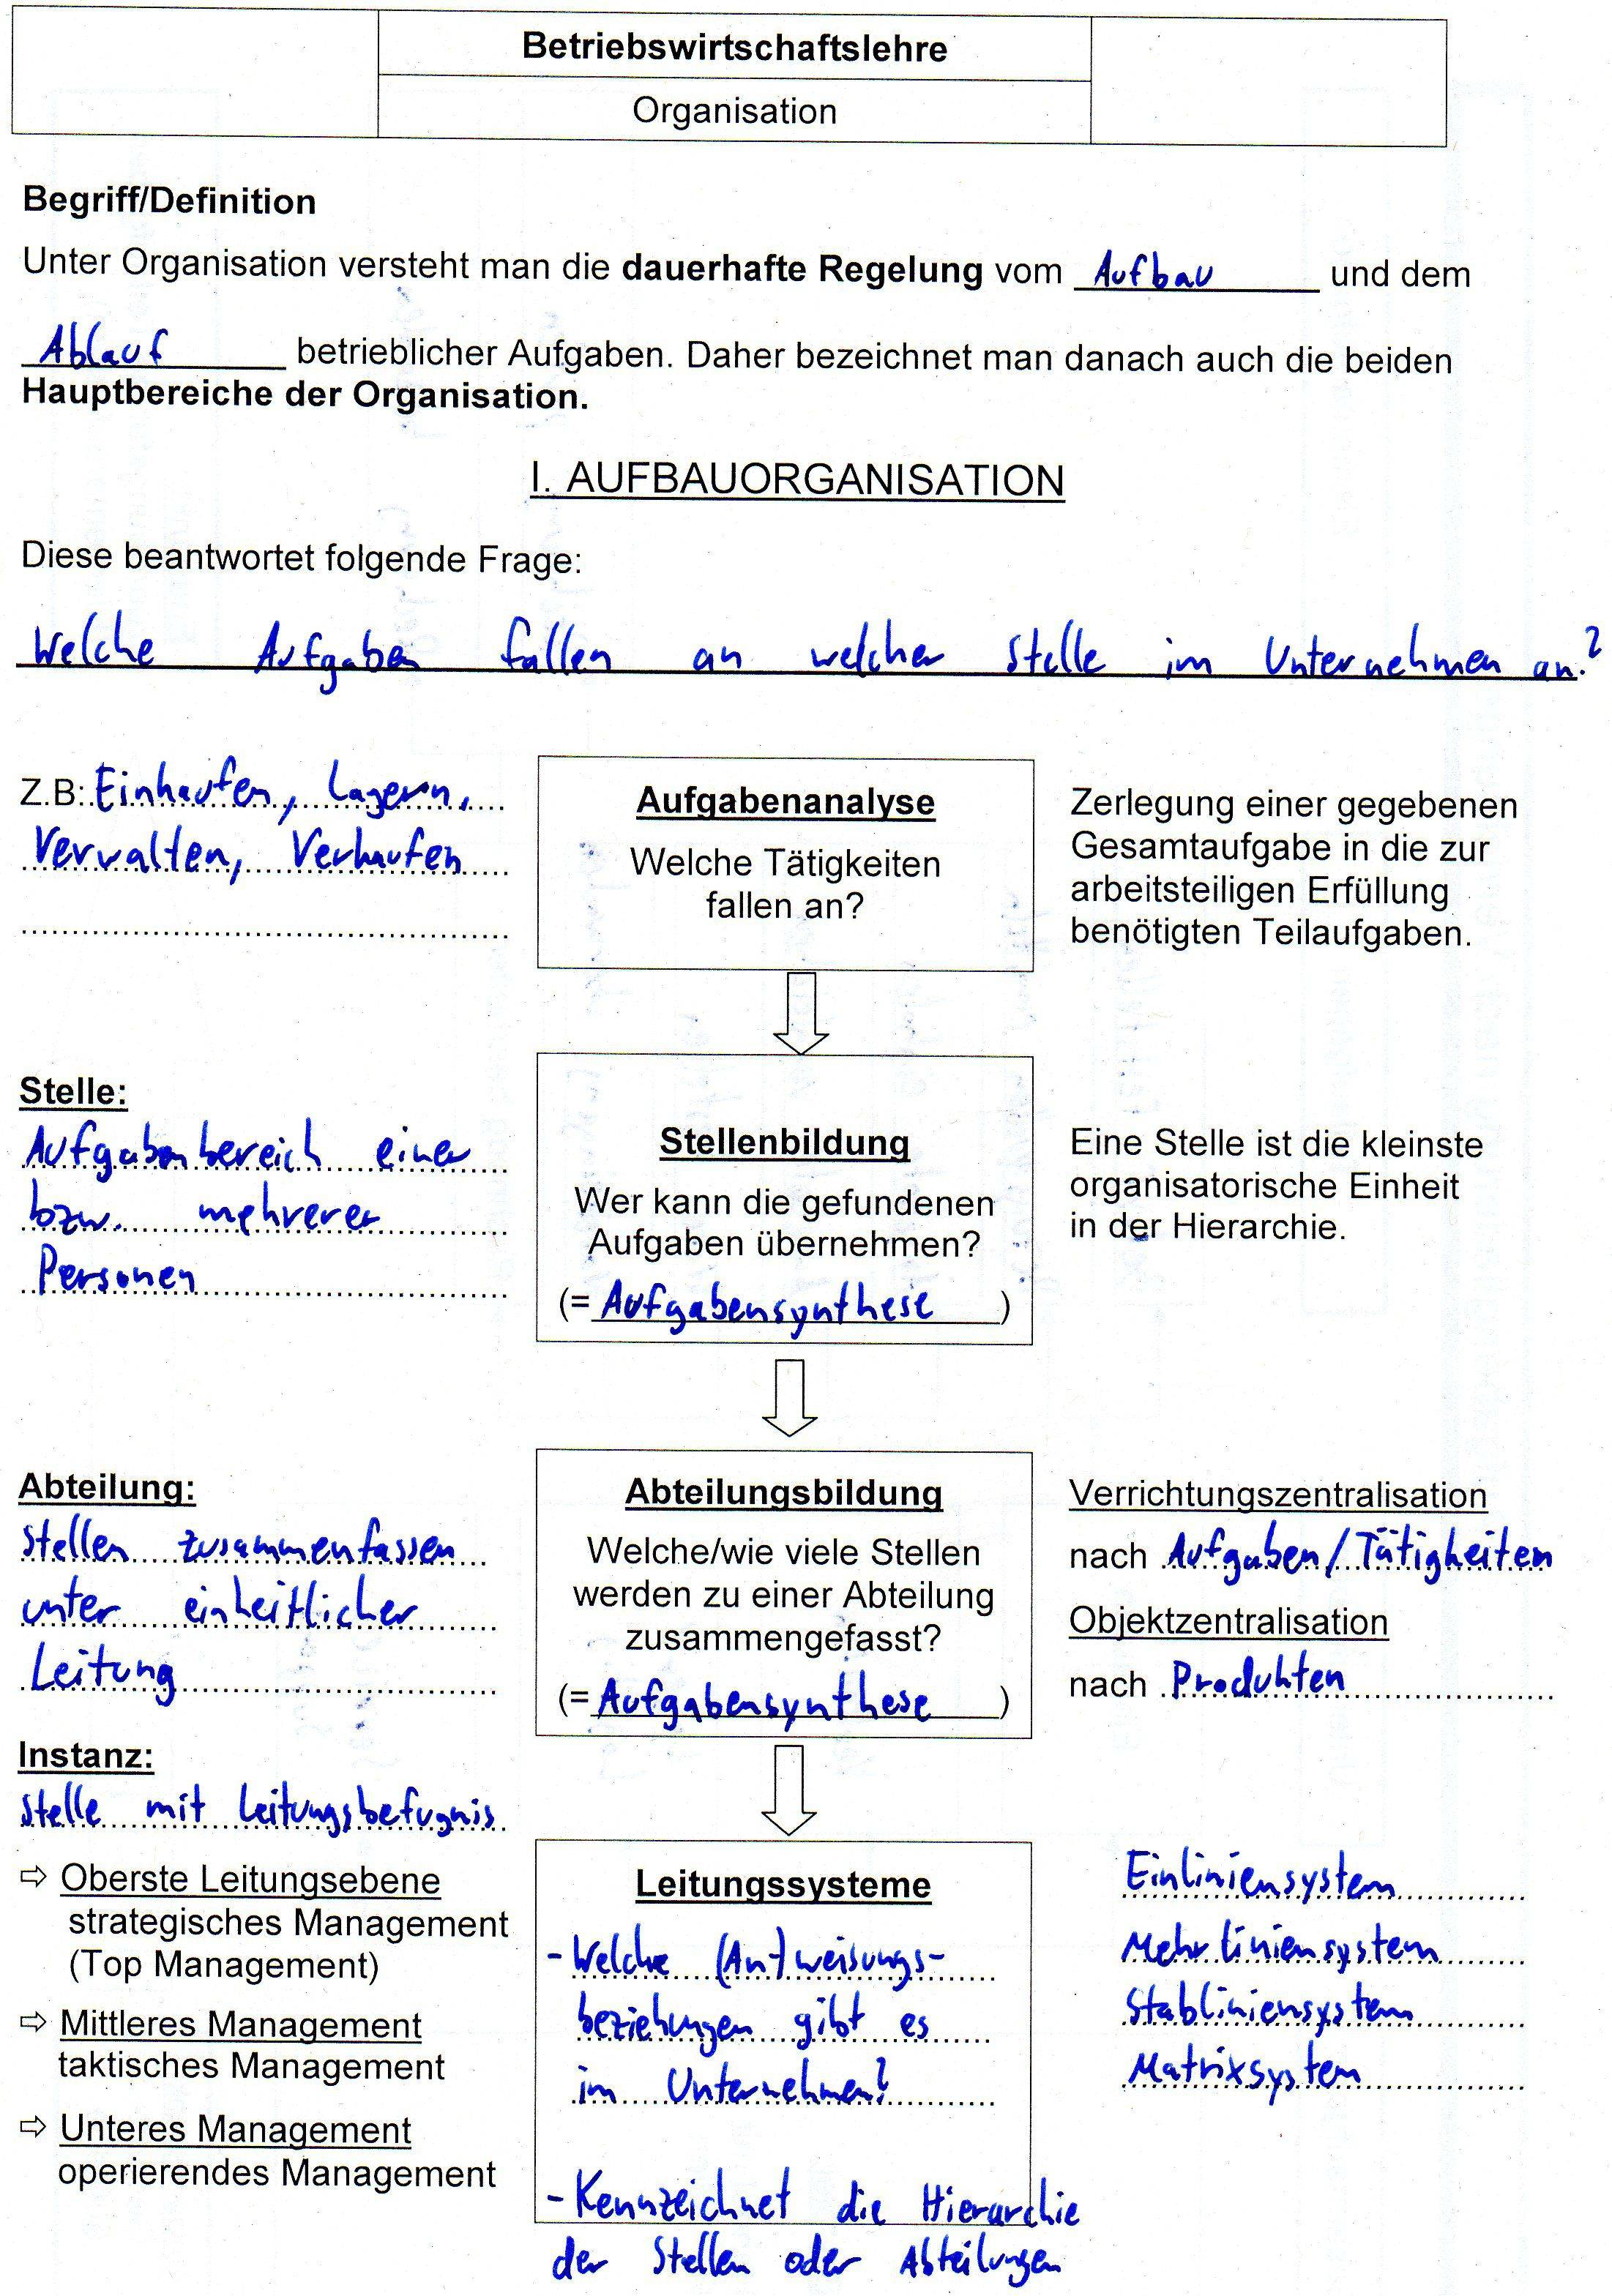 Betriebswirtschaftslehre
Organisation
Begriff/Definition
Unter Organisation versteht man die dauerhafte Regelung vom Aufbau und dem
Ablauf betrieblicher Aufgaben. Daher bezeichnet man danach auch die beiden
Hauptbereiche der Organisation.
I. AUFBAUORGANISATION
Diese beantwortet folgende Frage:
Welche Aufgaben fallen an welcher Stelle im Unternehmen an?
Z.B: Einkaufen, Lagern,
Verwalten, Verkaufen
Aufgabenanalyse
Welche Tätigkeiten
fallen an?
Zerlegung einer gegebenen
Gesamtaufgabe in die zur
arbeitsteiligen Erfüllung
benötigten Teilaufgaben.
Stelle:
Aufgabenbereich einer
bzw. mehrerer
Personen
Stellenbildung
Wer kann die gefundenen
Aufgaben übernehmen?
(= Aufgabensynthese )
Eine Stelle ist die kleinste
organisatorische Einheit
in der Hierarchie.
Abteilung:
Stellen zusammenfassen
unter einheitlicher
Leitung
Abteilungsbildung
Welche/wie viele Stellen
werden zu einer Abteilung
zusammengefasst?
(= Aufgabensynthese )
Verrichtungszentralisation
nach Aufgaben/Tätigkeiten
Objektzentralisation
nach Produkten
Instanz:
Stelle mit Leitungsbefugnis
⇨ Oberste Leitungsebene
strategisches Management
(Top Management)
⇨ Mittleres Management
taktisches Management
⇨ Unteres Management
operierendes Management
Leitungssysteme
- Welche (An)weisungs-
beziehungen gibt es
im Unternehmen?
- Kennzeichnet die Hierarchie
der Stellen oder Abteilungen
Einliniensystem
Mehrliniensystem
Stabliniensystem
Matrixsystem